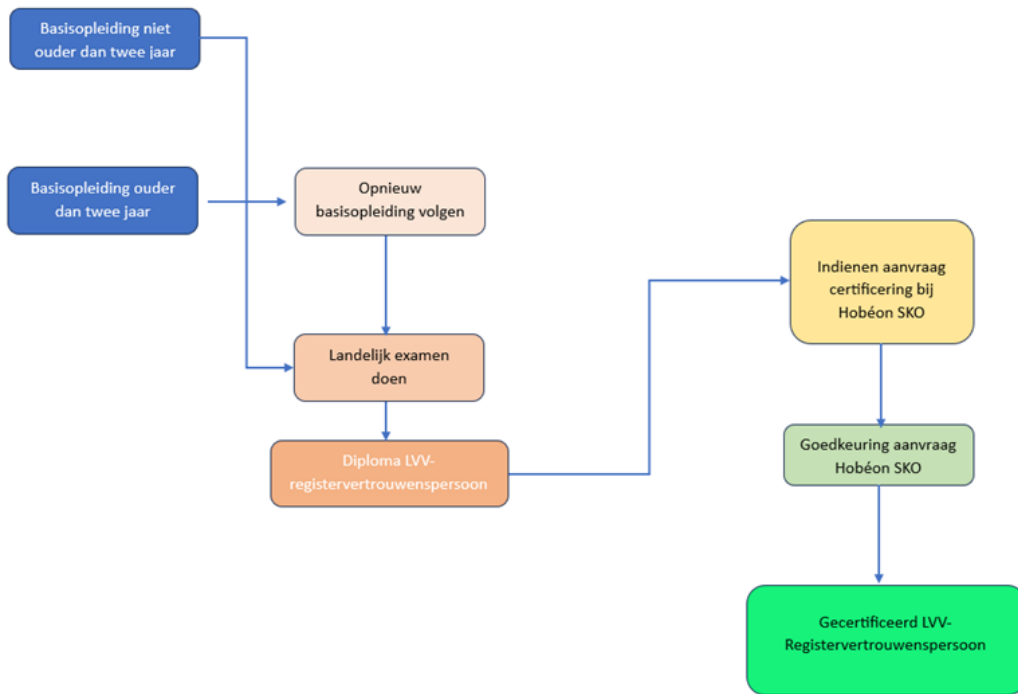 Basisopleiding niet
ouder dan twee jaar
Basisopleiding ouder
dan twee jaar
Opnieuw
basisopleiding volgen
Landelijk examen
doen
Diploma LVV-
registervertrouwenspersoon
Indienen aanvraag
certificering bij
Hobéon SKO
Goedkeuring aanvraag
Hobéon SKO
Gecertificeerd LVV-
Registervertrouwenspersoon